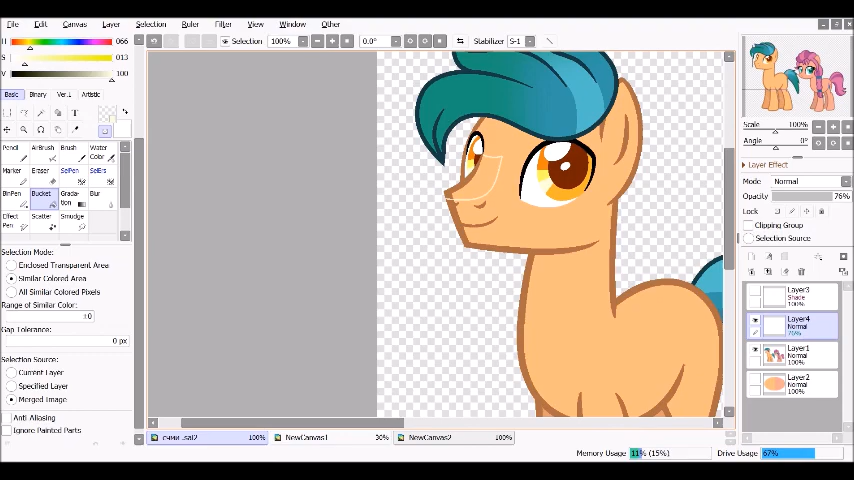 File Edit Canvas Layer Selection Ruler Filter View Window Other
H 066
S 013
V 100
Selection 100% 0.0° Stabilizer S-1
Basic Binary Ver.1 Artistic
Pencil AirBrush Brush Water Color
Marker Eraser SelPen SelErs
BinPen Bucket Grada-tion Blur
Effect Pen Scatter Smudge
Selection Mode:
Enclosed Transparent Area
Similar Colored Area
All Similar Colored Pixels
Range of Similar Color:
±0
Gap Tolerance:
0 px
Selection Source:
Current Layer
Specified Layer
Merged Image
Anti Aliasing
Ignore Painted Parts
Scale 100%
Angle 0°
Layer Effect
Mode Normal
Opacity 76%
Lock
Clipping Group
Selection Source
Layer3
Shade
100%
Layer4
Normal
76%
Layer1
Normal
100%
Layer2
Normal
100%
счми .sai2 100% NewCanvas1 30% NewCanvas2 100%
Memory Usage 11% (15%) Drive Usage 67%